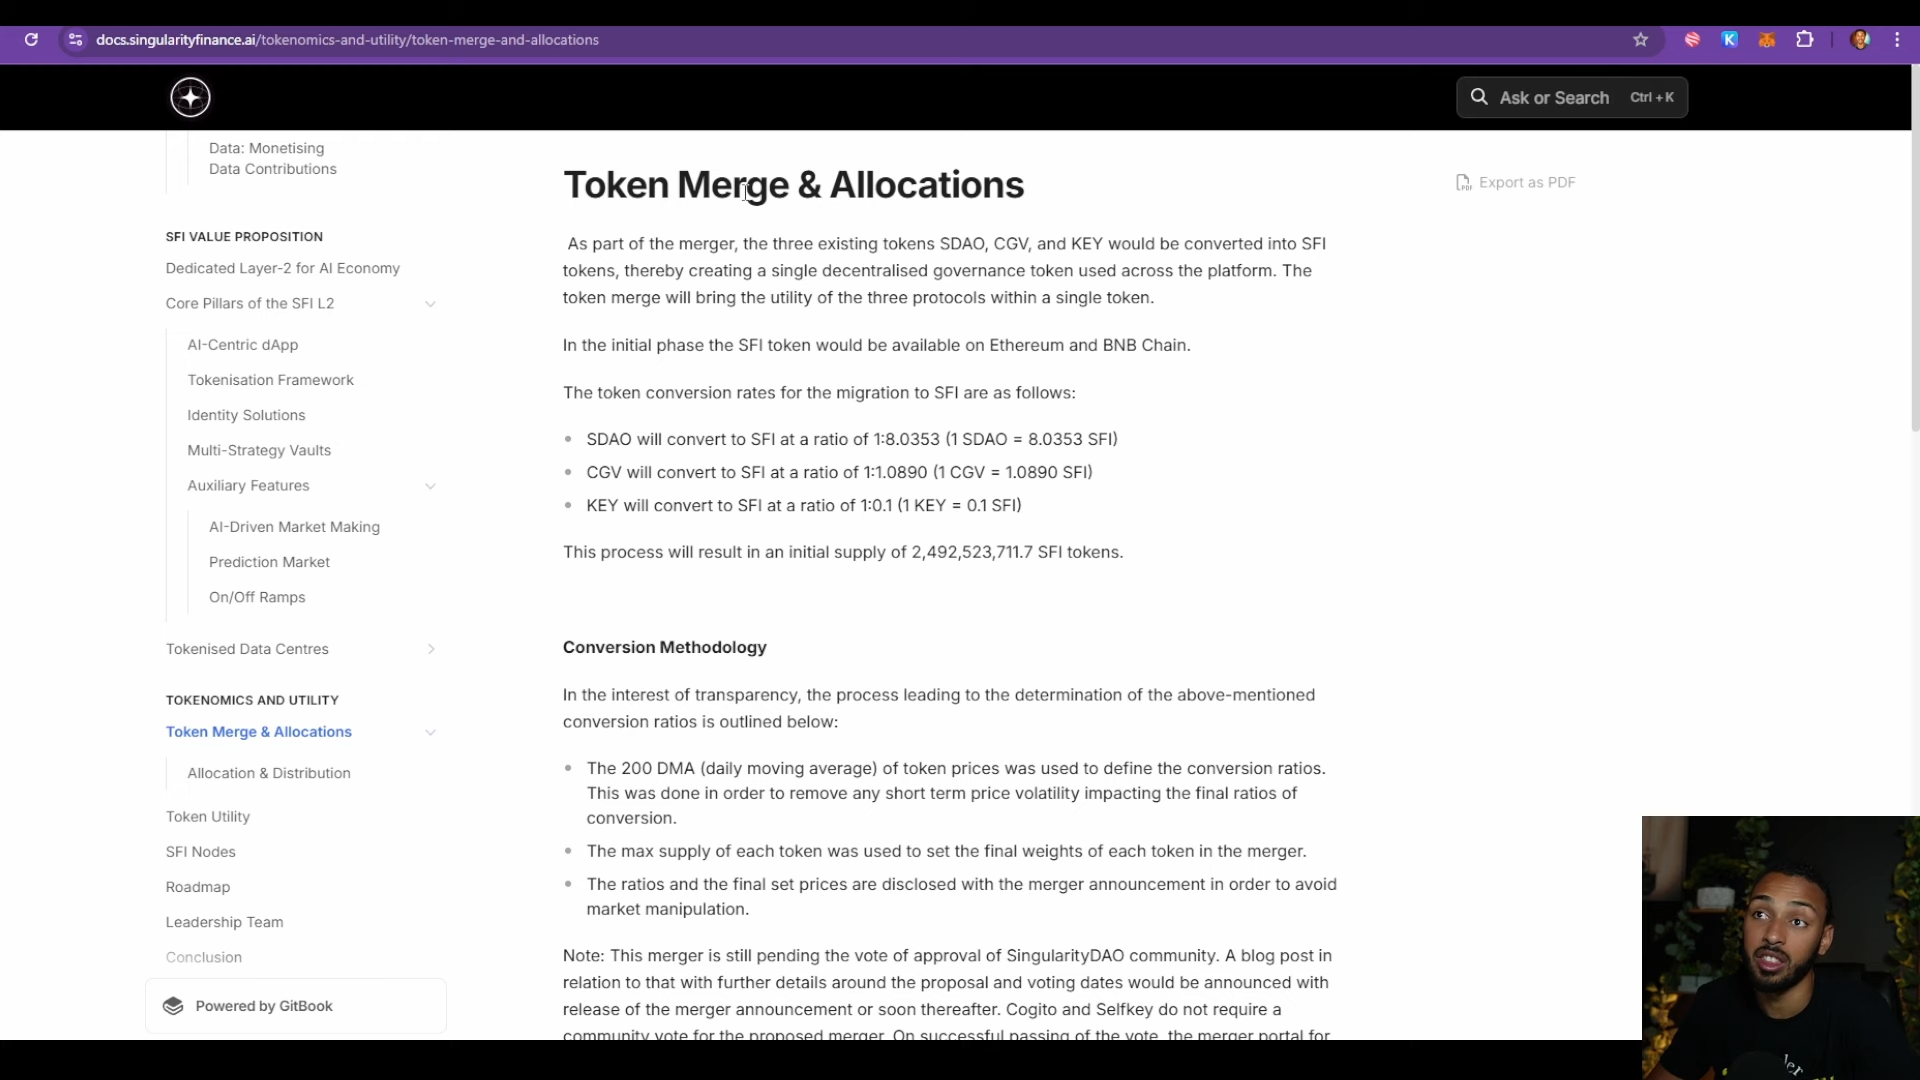 docs.singularityfinance.ai/tokenomics-and-utility/token-merge-and-allocations
K
Ask or Search Ctrl + K
Data: Monetising
Data Contributions
SFI VALUE PROPOSITION
Dedicated Layer-2 for AI Economy
Core Pillars of the SFI L2
AI-Centric dApp
Tokenisation Framework
Identity Solutions
Multi-Strategy Vaults
Auxiliary Features
AI-Driven Market Making
Prediction Market
On/Off Ramps
Tokenised Data Centres
TOKENOMICS AND UTILITY
Token Merge & Allocations
Allocation & Distribution
Token Utility
SFI Nodes
Roadmap
Leadership Team
Conclusion
Powered by GitBook
Token Merge & Allocations
Export as PDF
As part of the merger, the three existing tokens SDAO, CGV, and KEY would be converted into SFI
tokens, thereby creating a single decentralised governance token used across the platform. The
token merge will bring the utility of the three protocols within a single token.
In the initial phase the SFI token would be available on Ethereum and BNB Chain.
The token conversion rates for the migration to SFI are as follows:
• SDAO will convert to SFI at a ratio of 1:8.0353 (1 SDAO = 8.0353 SFI)
• CGV will convert to SFI at a ratio of 1:1.0890 (1 CGV = 1.0890 SFI)
• KEY will convert to SFI at a ratio of 1:0.1 (1 KEY = 0.1 SFI)
This process will result in an initial supply of 2,492,523,711.7 SFI tokens.
Conversion Methodology
In the interest of transparency, the process leading to the determination of the above-mentioned
conversion ratios is outlined below:
• The 200 DMA (daily moving average) of token prices was used to define the conversion ratios.
This was done in order to remove any short term price volatility impacting the final ratios of
conversion.
• The max supply of each token was used to set the final weights of each token in the merger.
• The ratios and the final set prices are disclosed with the merger announcement in order to avoid
market manipulation.
Note: This merger is still pending the vote of approval of SingularityDAO community. A blog post in
relation to that with further details around the proposal and voting dates would be announced with
release of the merger announcement or soon thereafter. Cogito and Selfkey do not require a
community vote for the proposed merger. On successful passing of the vote, the merger portal for